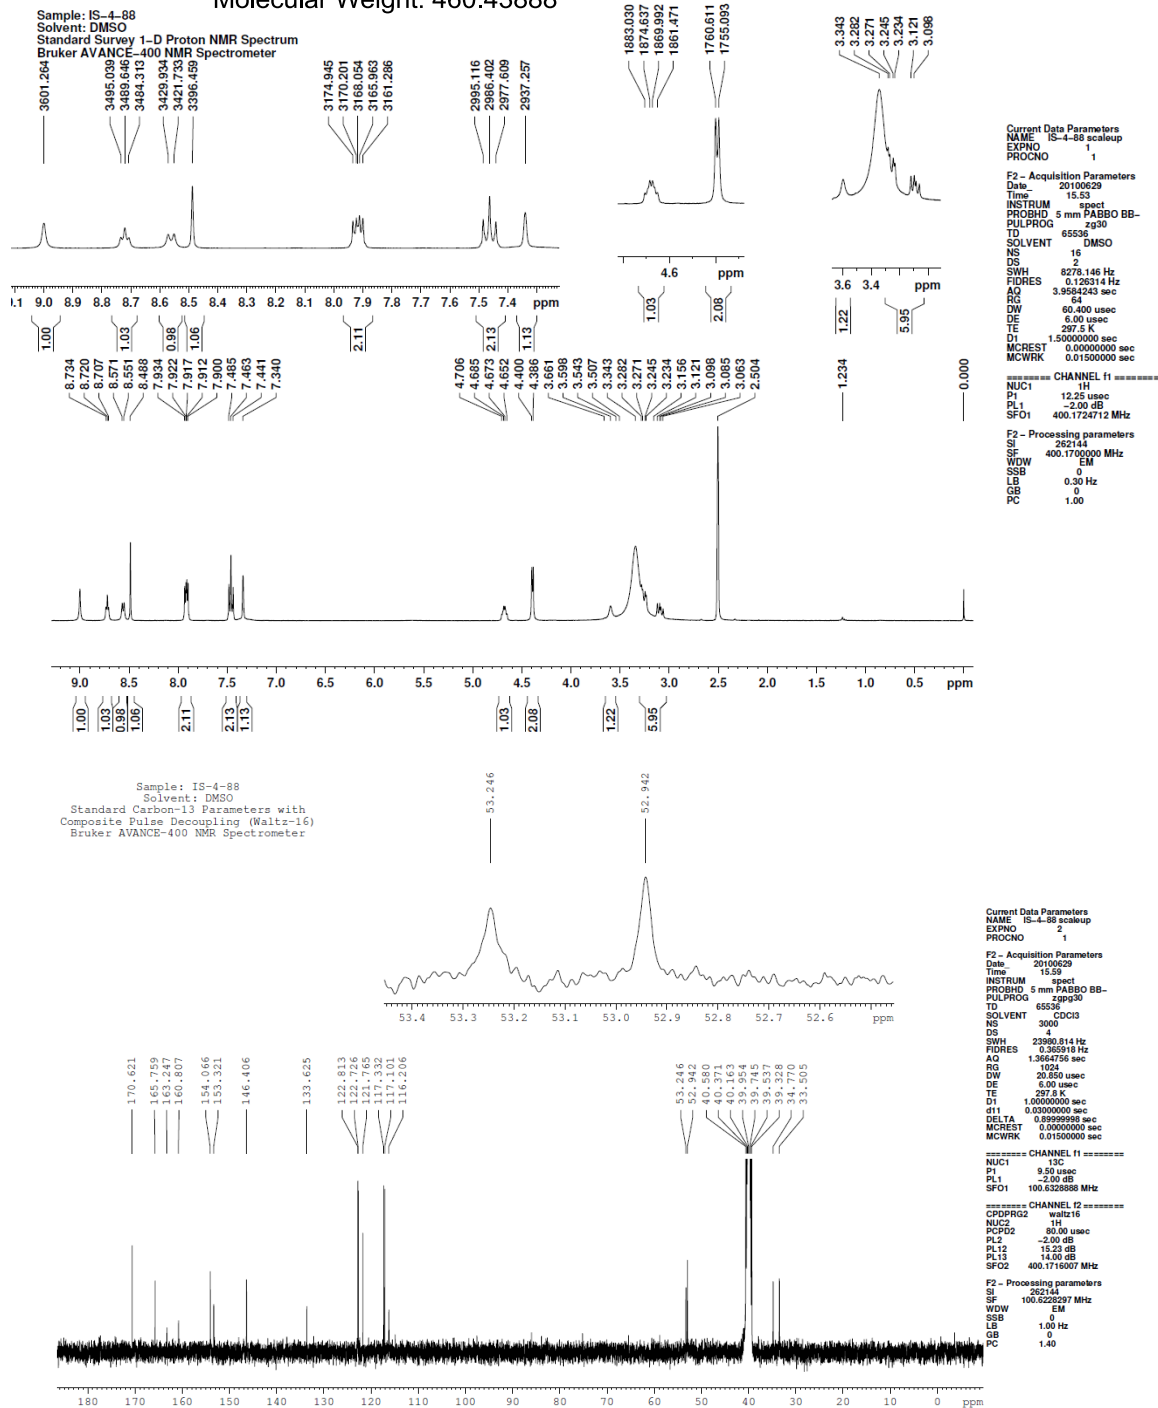 Molecular Weight: 460.43888
Sample: IS-4-88
Solvent: DMSO
Standard Survey 1-D Proton NMR Spectrum
Bruker AVANCE-400 NMR Spectrometer
3601.264
3495.039
3489.646
3484.313
3429.934
3421.733
3396.459
3174.945
3170.201
3168.054
3165.963
3161.286
2995.116
2986.402
2977.609
2937.257
1883.030
1874.637
1869.992
1861.471
1760.611
1755.093
3.343
3.282
3.271
3.245
3.234
3.121
3.098
9.1 9.0 8.9 8.8 8.7 8.6 8.5 8.4 8.3 8.2 8.1 8.0 7.9 7.8 7.7 7.6 7.5 7.4 ppm
4.6 ppm
3.6 3.4 ppm
1.00
1.03
0.98
1.06
2.11
2.13
1.13
1.03
2.08
1.22
5.95
8.734
8.720
8.707
8.571
8.551
8.488
7.934
7.922
7.917
7.912
7.900
7.485
7.463
7.441
7.340
4.706
4.685
4.673
4.652
4.400
4.386
3.661
3.598
3.543
3.507
3.343
3.282
3.271
3.245
3.234
3.156
3.121
3.098
3.085
3.063
2.504
1.234
0.000
9.0 8.5 8.0 7.5 7.0 6.5 6.0 5.5 5.0 4.5 4.0 3.5 3.0 2.5 2.0 1.5 1.0 0.5 ppm
1.00
1.03
0.98
1.06
2.11
2.13
1.13
1.03
2.08
1.22
5.95
Current Data Parameters
NAME IS-4-88 scaleup
EXPNO 1
PROCNO 1
F2 - Acquisition Parameters
Date_ 20100629
Time 15.53
INSTRUM spect
PROBHD 5 mm PABBO BB-
PULPROG zg30
TD 65536
SOLVENT DMSO
NS 16
DS 2
SWH 8278.146 Hz
FIDRES 0.126314 Hz
AQ 3.9584243 sec
RG 64
DW 60.400 usec
DE 6.00 usec
TE 297.5 K
D1 1.50000000 sec
MCREST 0.00000000 sec
MCWRK 0.01500000 sec
======== CHANNEL f1 ========
NUC1 1H
P1 12.25 usec
PL1 -2.00 dB
SFO1 400.1724712 MHz
F2 - Processing parameters
SI 262144
SF 400.1700000 MHz
WDW EM
SSB 0
LB 0.30 Hz
GB 0
PC 1.00
Sample: IS-4-88
Solvent: DMSO
Standard Carbon-13 Parameters with
Composite Pulse Decoupling (Waltz-16)
Bruker AVANCE-400 NMR Spectrometer
53.246
52.942
53.4 53.3 53.2 53.1 53.0 52.9 52.8 52.7 52.6 ppm
170.621
165.759
163.247
160.807
154.066
153.321
146.406
133.625
122.813
122.726
121.765
117.332
117.101
116.206
53.246
52.942
40.580
40.371
40.163
39.954
39.745
39.537
39.328
34.770
33.505
180 170 160 150 140 130 120 110 100 90 80 70 60 50 40 30 20 10 0 ppm
Current Data Parameters
NAME IS-4-88 scaleup
EXPNO 2
PROCNO 1
F2 - Acquisition Parameters
Date_ 20100629
Time 15.59
INSTRUM spect
PROBHD 5 mm PABBO BB-
PULPROG zgpg30
TD 65536
SOLVENT CDCl3
NS 3000
DS 4
SWH 23980.814 Hz
FIDRES 0.365918 Hz
AQ 1.3664756 sec
RG 1024
DW 20.850 usec
DE 6.00 usec
TE 297.8 K
D1 1.00000000 sec
d11 0.03000000 sec
DELTA 0.89999998 sec
MCREST 0.00000000 sec
MCWRK 0.01500000 sec
======== CHANNEL f1 ========
NUC1 13C
P1 9.50 usec
PL1 -2.00 dB
SFO1 100.6328888 MHz
======== CHANNEL f2 ========
CPDPRG2 waltz16
NUC2 1H
PCPD2 80.00 usec
PL2 -2.00 dB
PL12 15.23 dB
PL13 14.00 dB
SFO2 400.1716007 MHz
F2 - Processing parameters
SI 262144
SF 100.6228297 MHz
WDW EM
SSB 0
LB 1.00 Hz
GB 0
PC 1.40